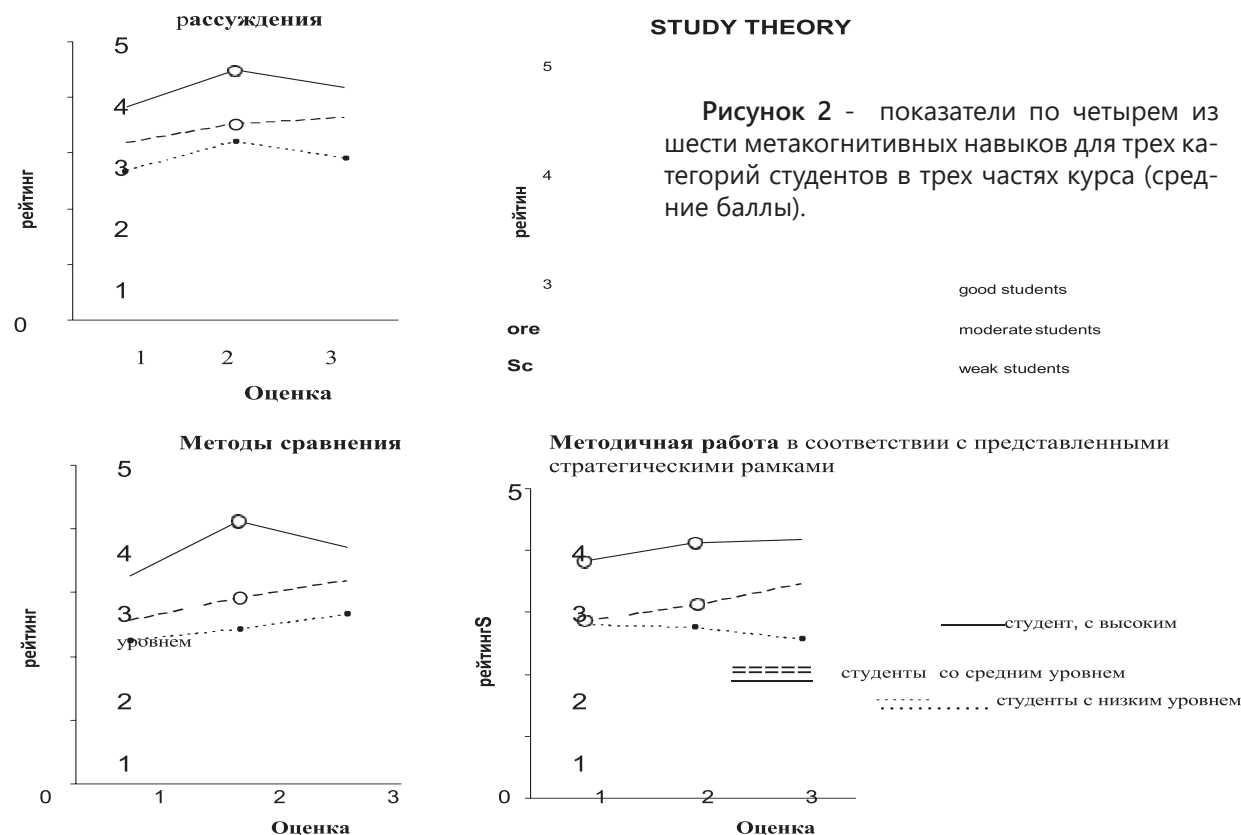 рассуждения
5
4
3
2
1
0
рейтинг
1 2 3
Оценка
STUDY THEORY
5
4
3
рейтин
ore
Sc
Рисунок 2 - показатели по четырем из
шести метакогнитивных навыков для трех ка-
тегорий студентов в трех частях курса (сред-
ние баллы).
good students
moderate students
weak students
Методы сравнения
5
4
3
уровнем
2
1
рейтинг
0 1 2 3
Оценка
Методичная работа в соответствии с представленными
стратегическими рамками
5
4
3
2
1
рейтингS
0 1 2 3
Оценка
студент, с высоким
студенты со средним уровнем
студенты с низким уровнем